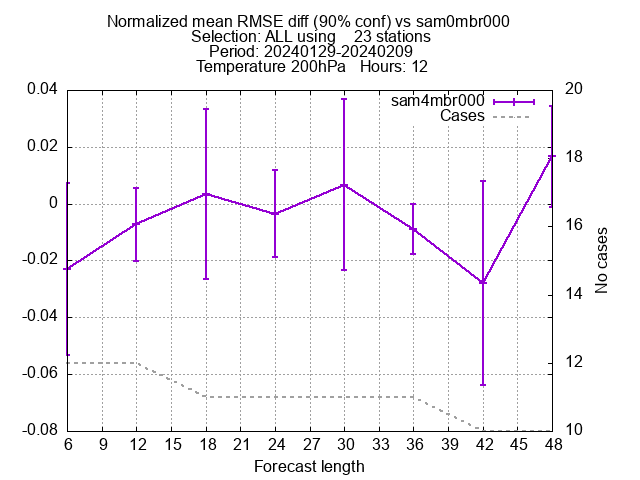 Normalized mean RMSE diff (90% conf) vs sam0mbr000
Selection: ALL using    23 stations
Period: 20240129-20240209
Temperature 200hPa   Hours: 12
sam4mbr000
Cases
0.04
0.02
0
-0.02
-0.04
-0.06
-0.08
20
18
16
14
12
10
No cases
6 9 12 15 18 21 24 27 30 33 36 39 42 45 48
Forecast length